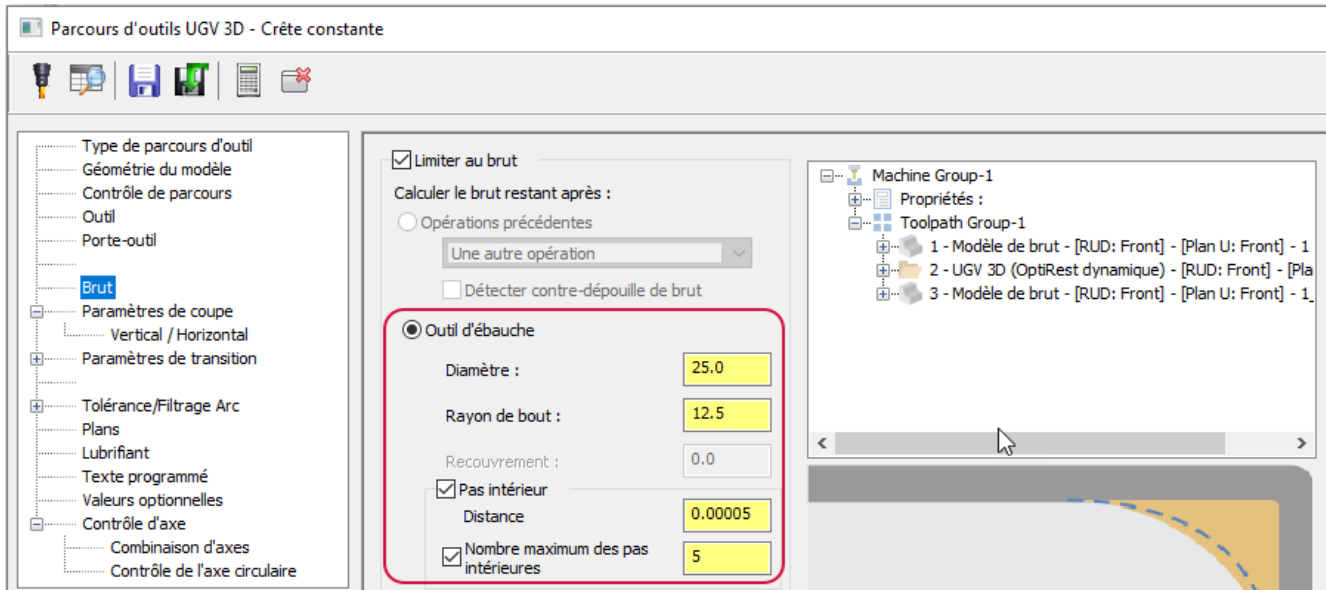 Parcours d'outils UGV 3D - Crête constante
Type de parcours d'outil
Géométrie du modèle
Contrôle de parcours
Outil
Porte-outil
Brut
Paramètres de coupe
Vertical / Horizontal
Paramètres de transition
Tolérance/Filtrage Arc
Plans
Lubrifiant
Texte programmé
Valeurs optionnelles
Contrôle d'axe
Combinaison d'axes
Contrôle de l'axe circulaire
Limiter au brut
Calculer le brut restant après :
Opérations précédentes
Une autre opération
Détecter contre-dépouille de brut
Outil d'ébauche
Diamètre : 25.0
Rayon de bout : 12.5
Recouvrement : 0.0
Pas intérieur
Distance 0.00005
Nombre maximum des pas
intérieures 5
Machine Group-1
Propriétés :
Toolpath Group-1
1 - Modèle de brut - [RUD: Front] - [Plan U: Front] - 1
2 - UGV 3D (OptiRest dynamique) - [RUD: Front] - [Pla
3 - Modèle de brut - [RUD: Front] - [Plan U: Front] - 1_